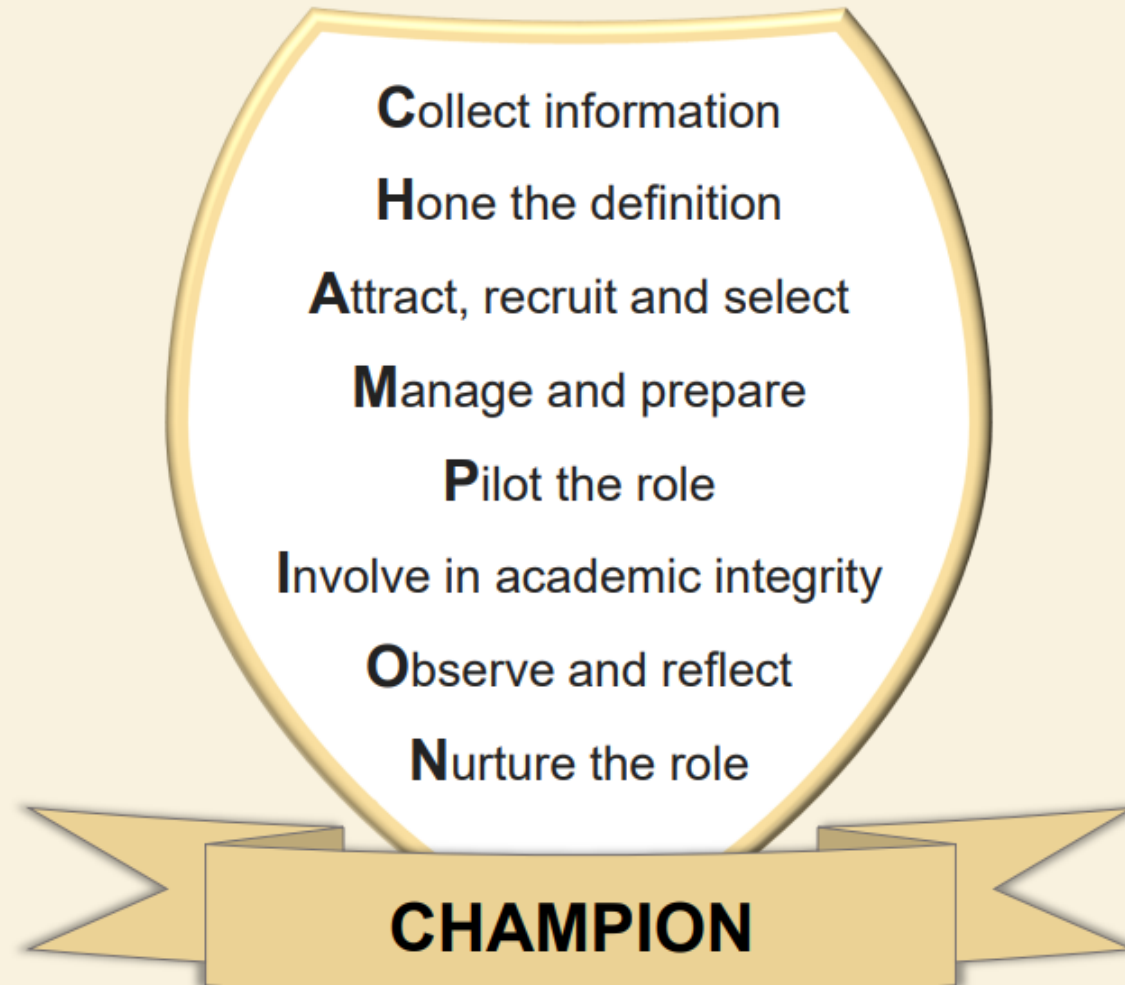 Collect information
Hone the definition
Attract, recruit and select
Manage and prepare
Pilot the role
Involve in academic integrity
Observe and reflect
Nurture the role
CHAMPION